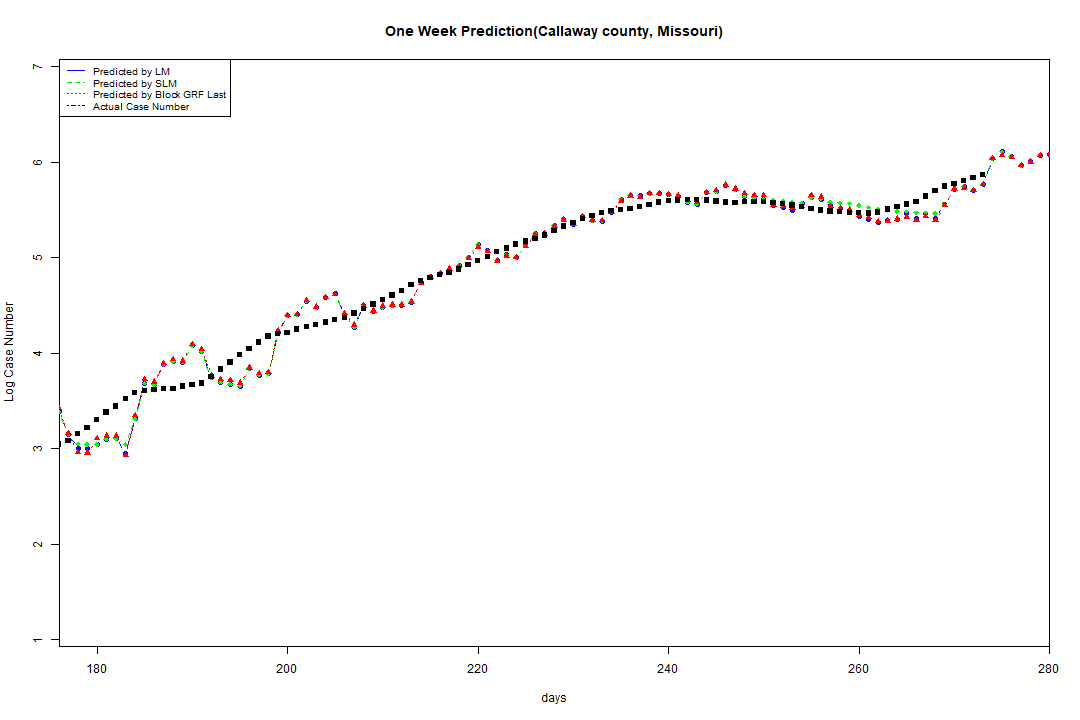 One Week Prediction(Callaway county, Missouri)
Predicted by LM
Predicted by SLM
Predicted by Block GRF Last
Actual Case Number
7
6
5
4
3
2
1
Log Case Number
180 200 220 240 260 280
days